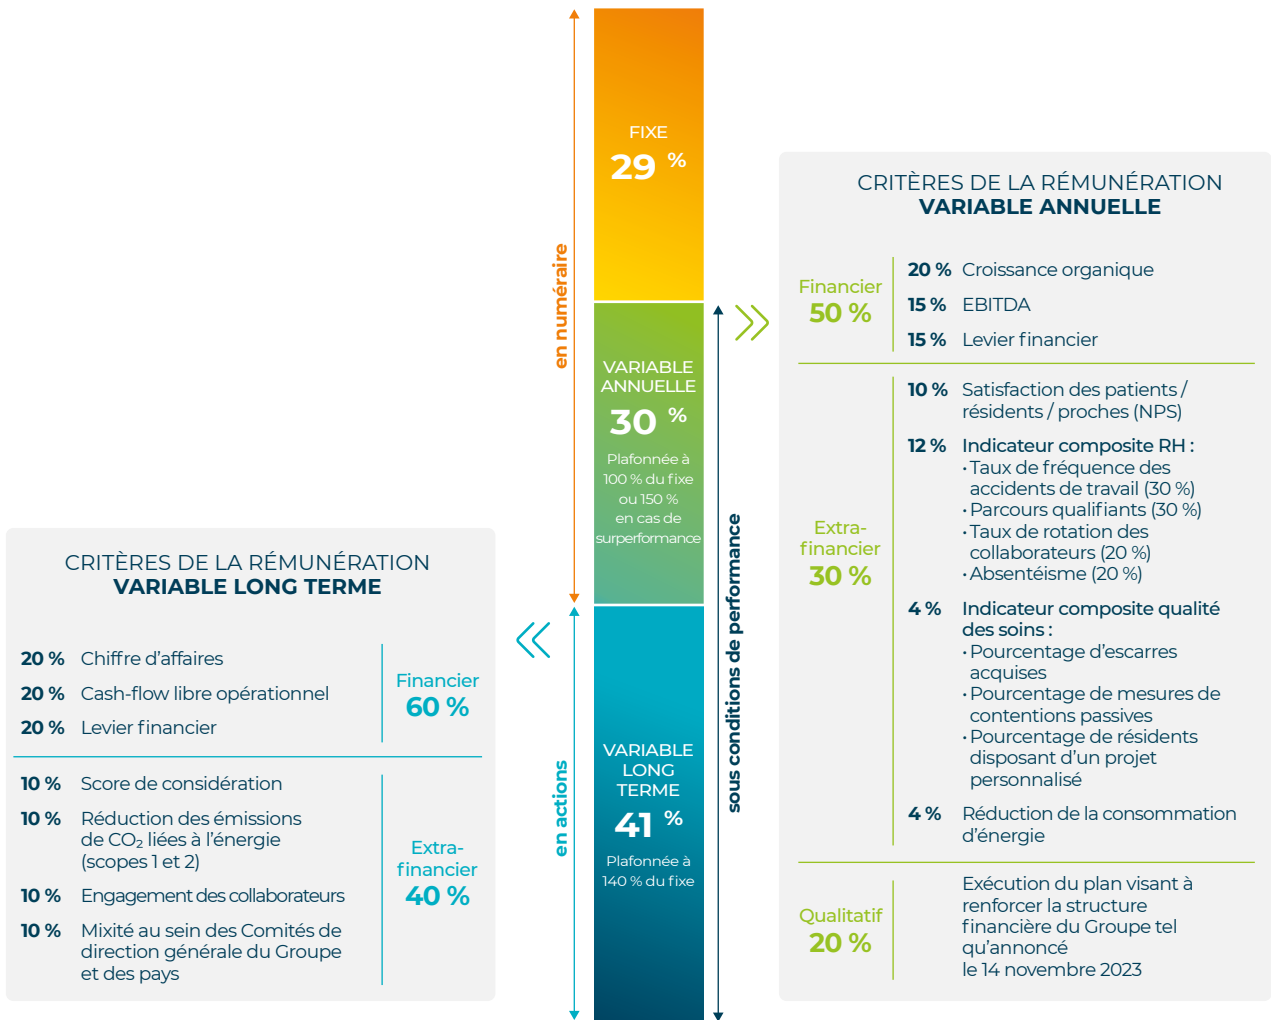 FIXE
29 %
en numéraire
VARIABLE
ANNUELLE
30 %
Plafonnée à
100 % du fixe
ou 150 %
en cas de
surperformance
sous conditions de performance
VARIABLE
LONG
TERME
41 %
Plafonnée à
140 % du fixe
en actions
CRITÈRES DE LA RÉMUNÉRATION
VARIABLE ANNUELLE
Financier
50 %
20 % Croissance organique
15 % EBITDA
15 % Levier financier
Extra-
financier
30 %
10 % Satisfaction des patients /
résidents / proches (NPS)
12 % Indicateur composite RH :
· Taux de fréquence des
accidents de travail (30 %)
· Parcours qualifiants (30 %)
· Taux de rotation des
collaborateurs (20 %)
· Absentéisme (20 %)
4 % Indicateur composite qualité
des soins :
· Pourcentage d'escarres
acquises
· Pourcentage de mesures de
contentions passives
· Pourcentage de résidents
disposant d'un projet
personnalisé
4 % Réduction de la consommation
d'énergie
Qualitatif
20 %
Exécution du plan visant à
renforcer la structure
financière du Groupe tel
qu'annoncé
le 14 novembre 2023
CRITÈRES DE LA RÉMUNÉRATION
VARIABLE LONG TERME
20 % Chiffre d'affaires
20 % Cash-flow libre opérationnel
20 % Levier financier
Financier
60 %
10 % Score de considération
10 % Réduction des émissions
de CO₂ liées à l'énergie
(scopes 1 et 2)
10 % Engagement des collaborateurs
10 % Mixité au sein des Comités de
direction générale du Groupe
et des pays
Extra-
financier
40 %